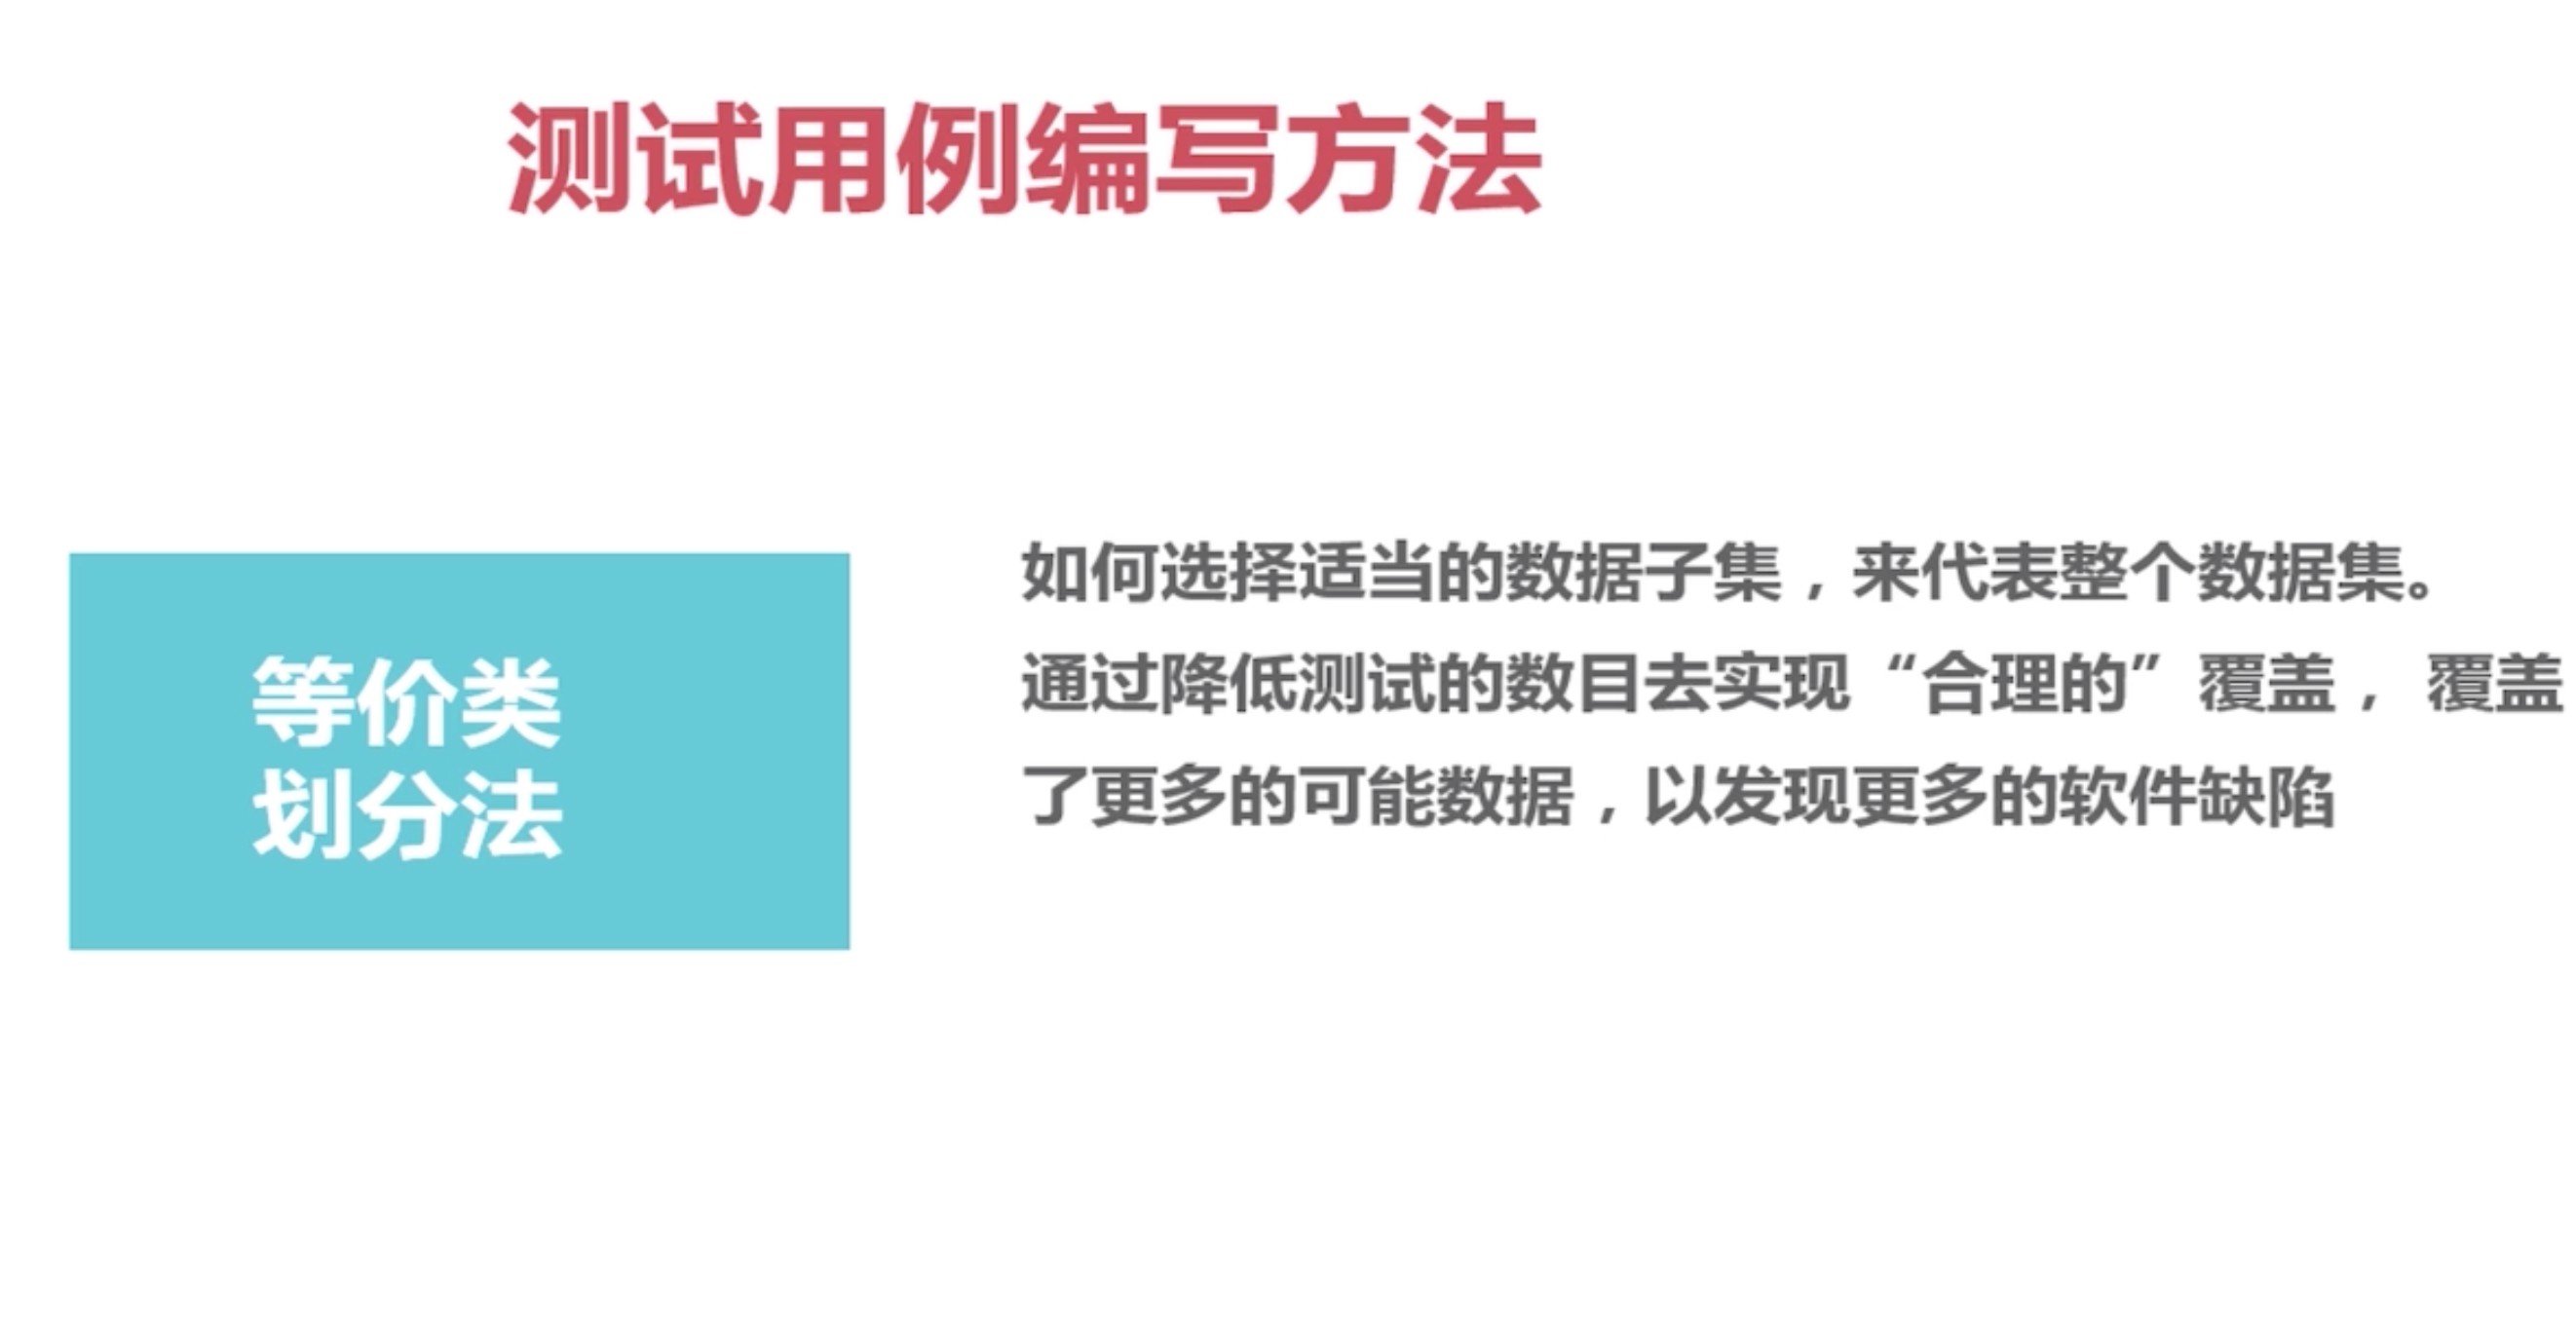 测试用例编写方法
等价类
划分法
如何选择适当的数据子集，来代表整个数据集。
通过降低测试的数目去实现“合理的”覆盖，覆盖
了更多的可能数据，以发现更多的软件缺陷